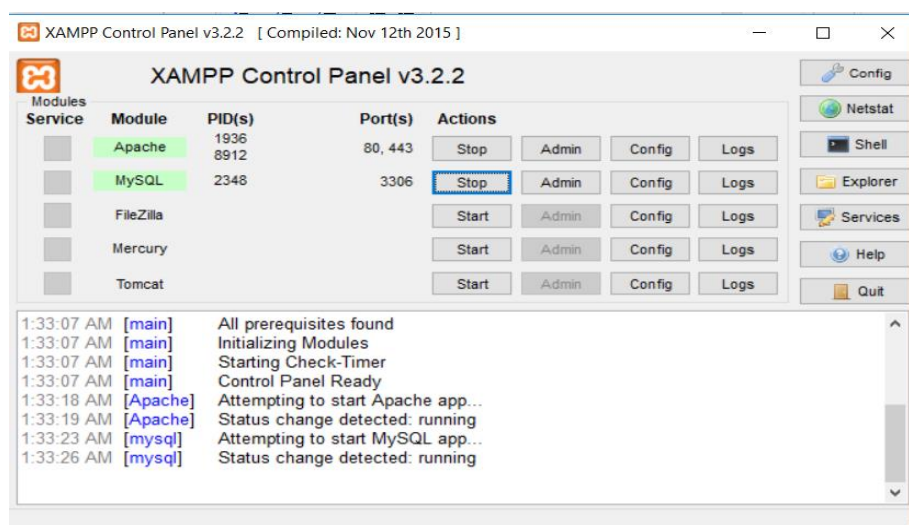 XAMPP Control Panel v3.2.2 [ Compiled: Nov 12th 2015 ]
XAMPP Control Panel v3.2.2
Config
Modules
Service Module PID(s) Port(s) Actions
Netstat
Apache 1936 8912 80, 443 Stop Admin Config Logs
Shell
MySQL 2348 3306 Stop Admin Config Logs
Explorer
FileZilla Start Admin Config Logs
Services
Mercury Start Admin Config Logs
Help
Tomcat Start Admin Config Logs
Quit
1:33:07 AM [main] All prerequisites found
1:33:07 AM [main] Initializing Modules
1:33:07 AM [main] Starting Check-Timer
1:33:07 AM [main] Control Panel Ready
1:33:18 AM [Apache] Attempting to start Apache app...
1:33:19 AM [Apache] Status change detected: running
1:33:23 AM [mysql] Attempting to start MySQL app...
1:33:26 AM [mysql] Status change detected: running